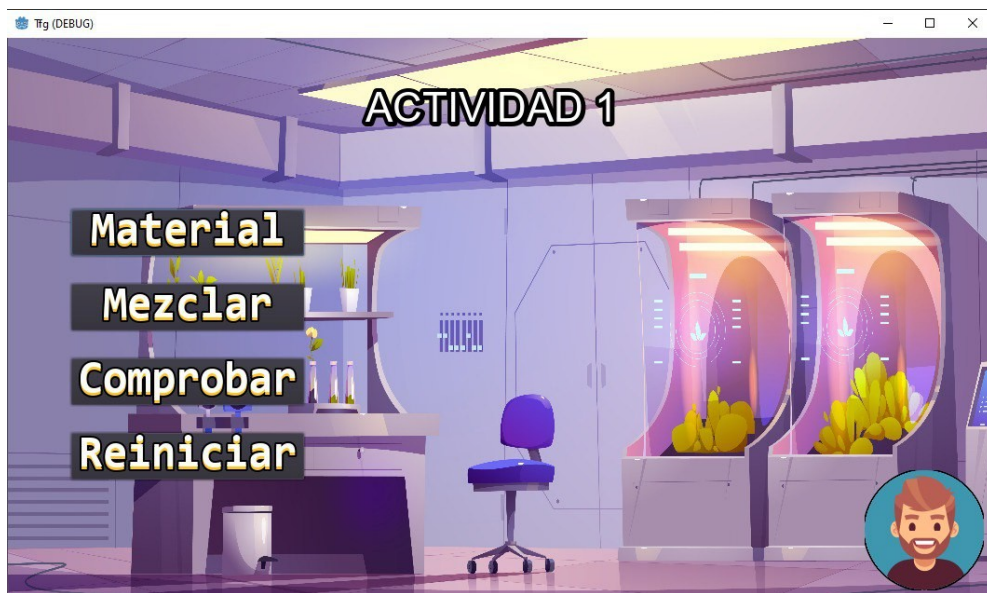 Tfg (DEBUG)
ACTIVIDAD 1
Material
Mezclar
Comprobar
Reiniciar